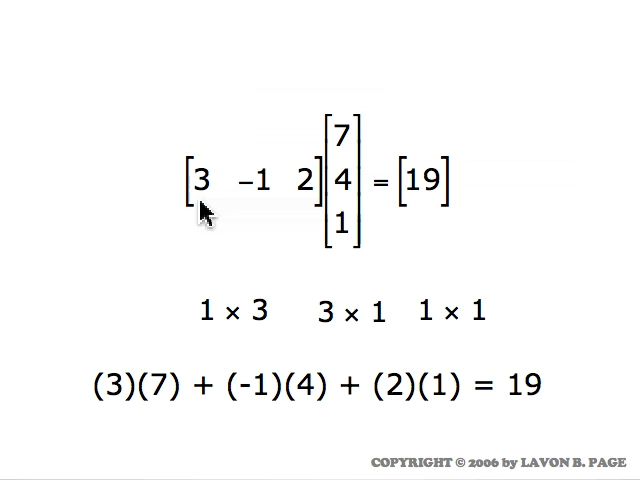 [3 −1 2][7 4 1] = [19]
1 × 3 3 × 1 1 × 1
(3)(7) + (-1)(4) + (2)(1) = 19
COPYRIGHT © 2006 by LAVON B. PAGE